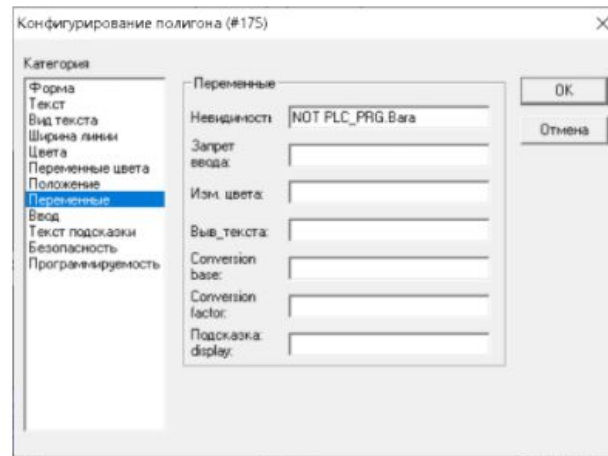 Конфигурирование полигона (#175)
Категория
Форма
Текст
Вид текста
Ширина линии
Цвета
Переменные цвета
Положение
Переменные
Ввод
Текст подсказки
Безопасность
Программируемость
Переменные
Невидимость NOT PLC_PRG.Bara
Запрет
ввода:
Изм. цвета:
Выв_текста:
Conversion
base:
Conversion
factor:
Подсказка:
display:
OK
Отмена